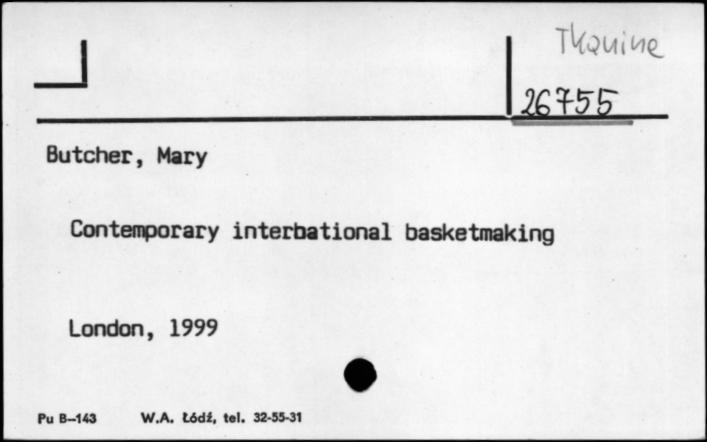 Tkanine
26755
Butcher, Mary
Contemporary interbational basketmaking
London, 1999
Pu B-143 W.A. Łódź, tel. 32-55-31